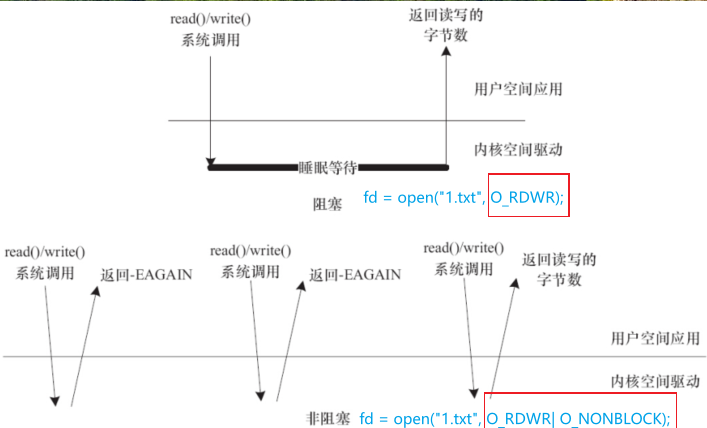 read()/write()
系统调用
返回读写的
字节数
用户空间应用
内核空间驱动
睡眠等待
阻塞 fd = open("1.txt", O_RDWR);
read()/write()
系统调用
返回-EAGAIN
read()/write()
系统调用
返回-EAGAIN
read()/write()
系统调用
返回读写的
字节数
用户空间应用
内核空间驱动
非阻塞 fd = open("1.txt", O_RDWR| O_NONBLOCK);